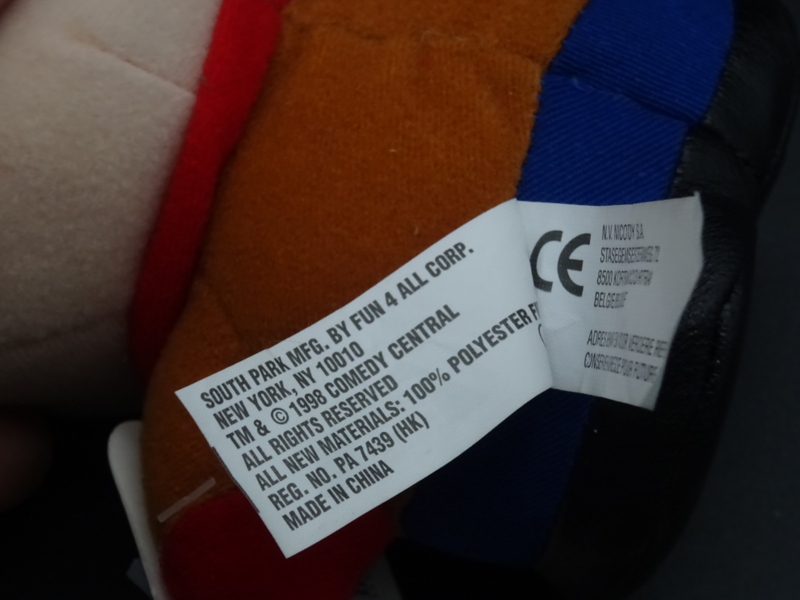 SOUTH PARK MFG. BY FUN 4 ALL CORP.
NEW YORK, NY 10010
TM & © 1998 COMEDY CENTRAL
ALL RIGHTS RESERVED
ALL NEW MATERIALS: 100% POLYESTER
REG. NO. PA 7439 (HK)
MADE IN CHINA
CE
N.V. NICOTOY S.A.
8500